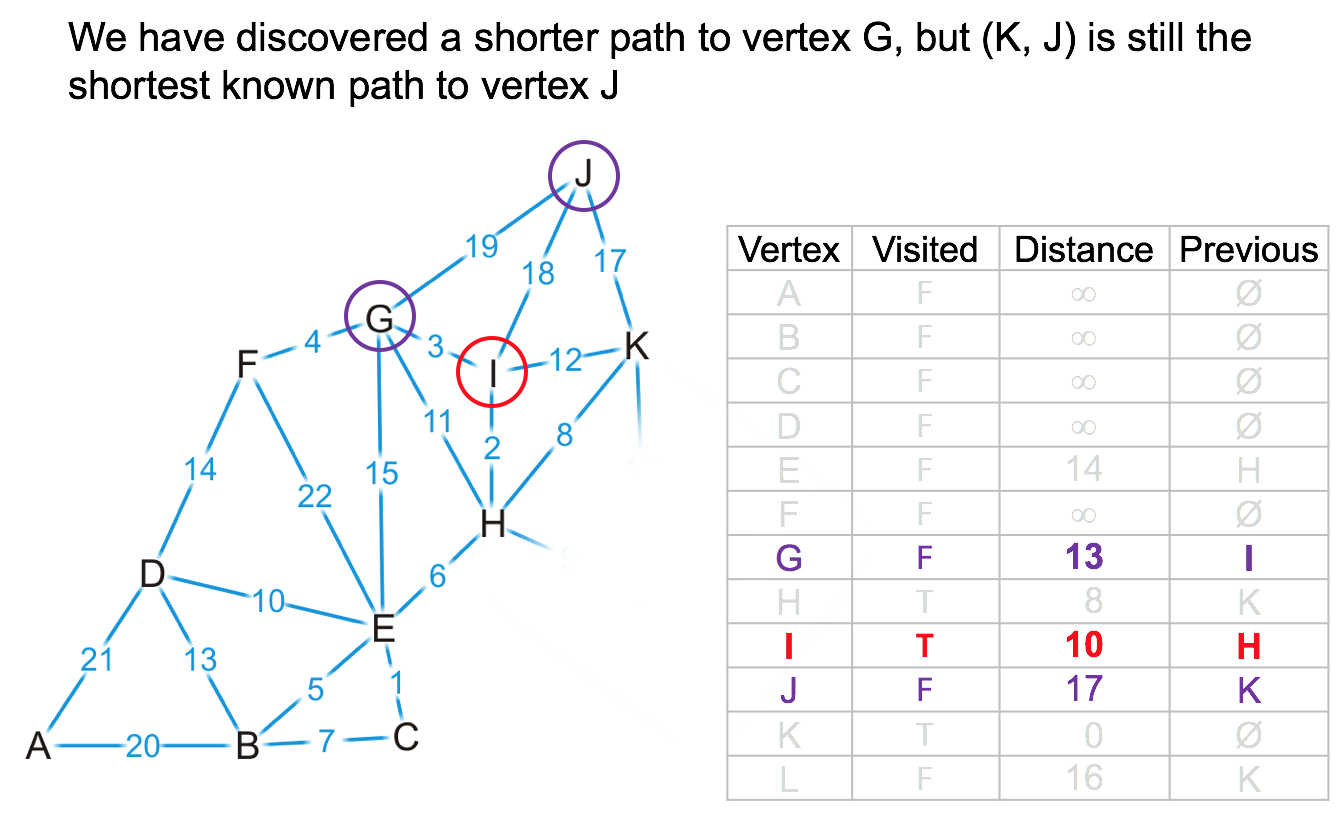 We have discovered a shorter path to vertex G, but (K, J) is still the
shortest known path to vertex J
J
19
18
17
G
4
3
K
12
F
I
11
2
8
14
15
22
H
D
6
10
E
21
13
5
1
A
20
B
7
C
Vertex Visited Distance Previous
A F ∞ Ø
B F ∞ Ø
C F ∞ Ø
D F ∞ Ø
E F 14 H
F F ∞ Ø
G F 13 I
H T 8 K
I T 10 H
J F 17 K
K T 0 Ø
L F 16 K